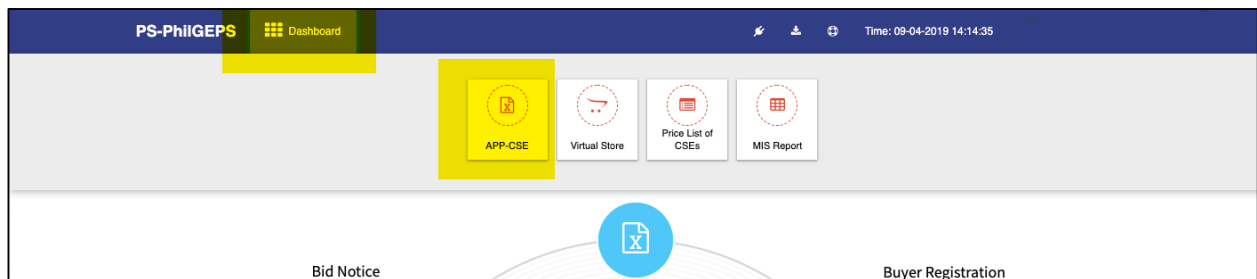 PS-PhilGEPS Dashboard Time: 09-04-2019 14:14:35
APP-CSE Virtual Store Price List of CSEs MIS Report
Bid Notice Buyer Registration